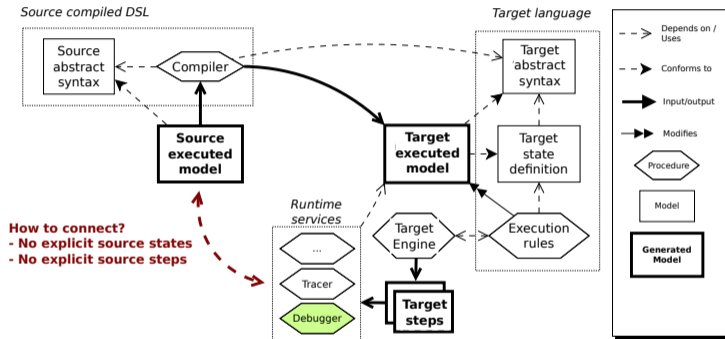 Source compiled DSL
Target language
Source
abstract
syntax
Compiler
Target
abstract
syntax
Source
executed
model
Target
executed
model
Target
state
definition
Runtime
services
How to connect?
- No explicit source states
- No explicit source steps
...
Tracer
Debugger
Target
Engine
Execution
rules
Target
steps
Depends on /
Uses
Conforms to
Input/output
Modifies
Procedure
Model
Generated
Model